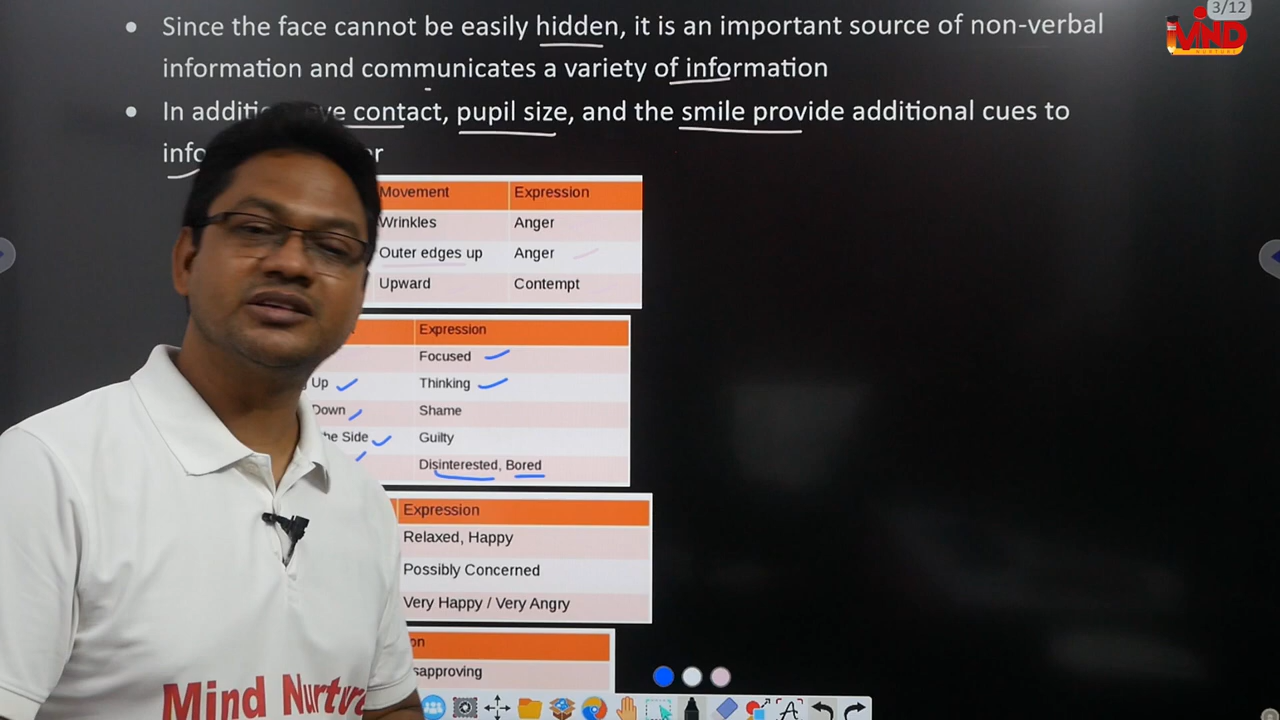 3/12
MIND
NURTURE
• Since the face cannot be easily hidden, it is an important source of non-verbal
information and communicates a variety of information
• In additi eye contact, pupil size, and the smile provide additional cues to
info
Movement Expression
Wrinkles Anger
Outer edges up Anger
Upward Contempt
Expression
Focused
Up Thinking
Down Shame
he Side Guilty
Disinterested, Bored
Expression
Relaxed, Happy
Possibly Concerned
Very Happy / Very Angry
on
sapproving
Mind Nurture